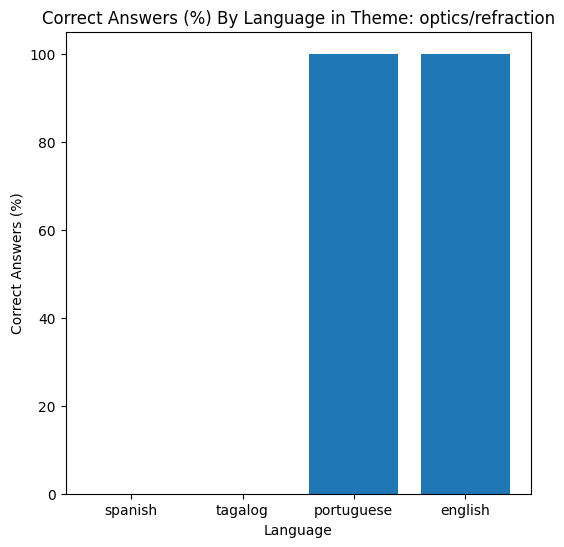 Correct Answers (%) By Language in Theme: optics/refraction
100
80
60
40
20
0
Correct Answers (%)
spanish tagalog portuguese english
Language